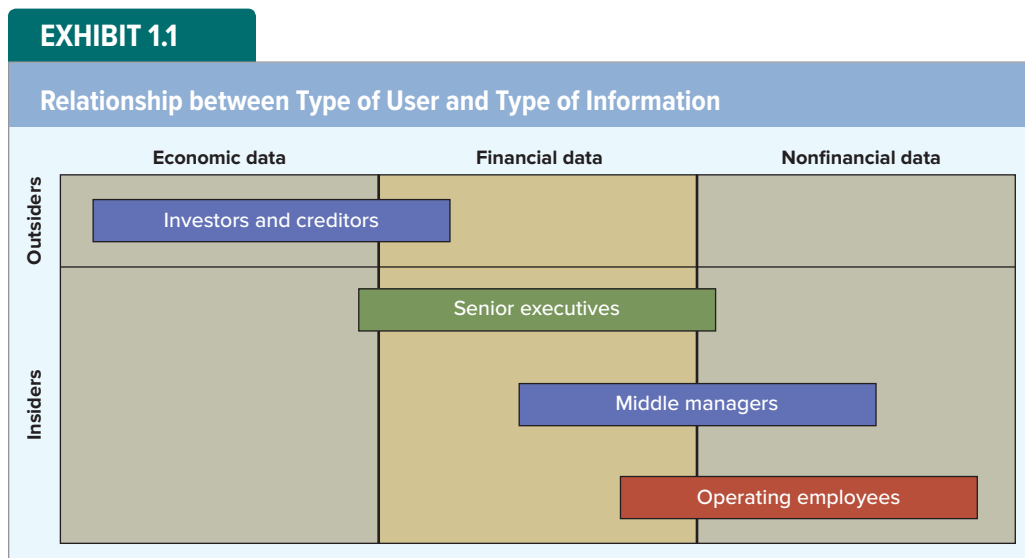 EXHIBIT 1.1
Relationship between Type of User and Type of Information
Economic data
Financial data
Nonfinancial data
Outsiders
Investors and creditors
Insiders
Senior executives
Middle managers
Operating employees